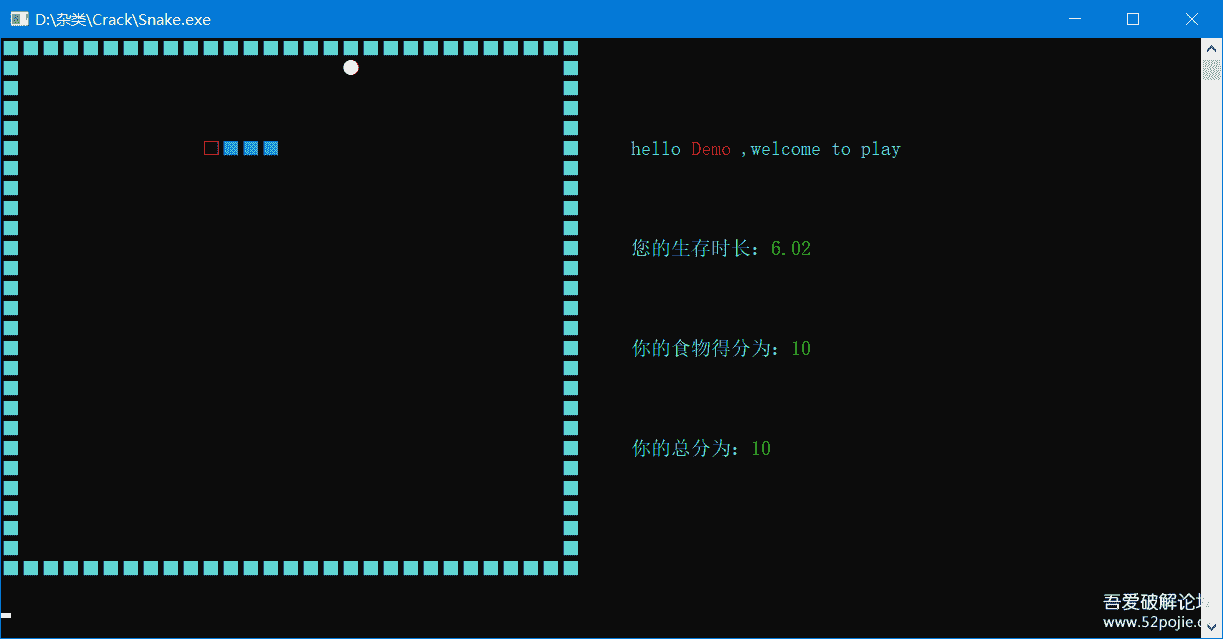 D:\杂类\Crack\Snake.exe
hello Demo ,welcome to play
您的生存时长：6.02
你的食物得分为：10
你的总分为：10
吾爱破解论
www.52pojie.